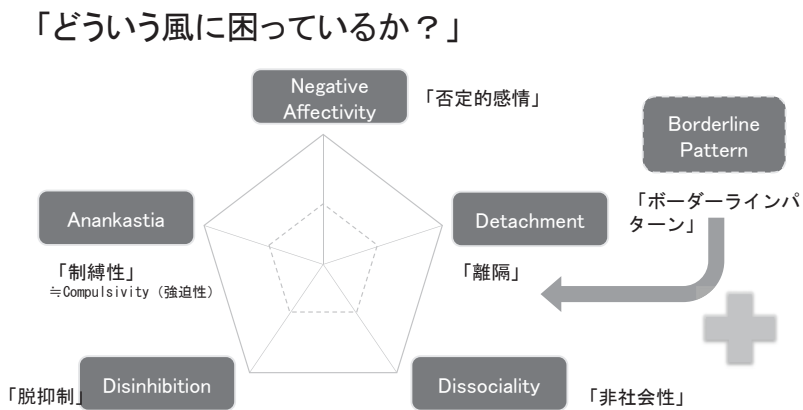 「どういう風に困っているか？」
Negative
Affectivity
「否定的感情」
Borderline
Pattern
「ボーダーラインパ
ターン」
Anankastia
「制縛性」
≒Compulsivity（強迫性）
Detachment
「離隔」
「脱抑制」
Disinhibition
Dissociality
「非社会性」